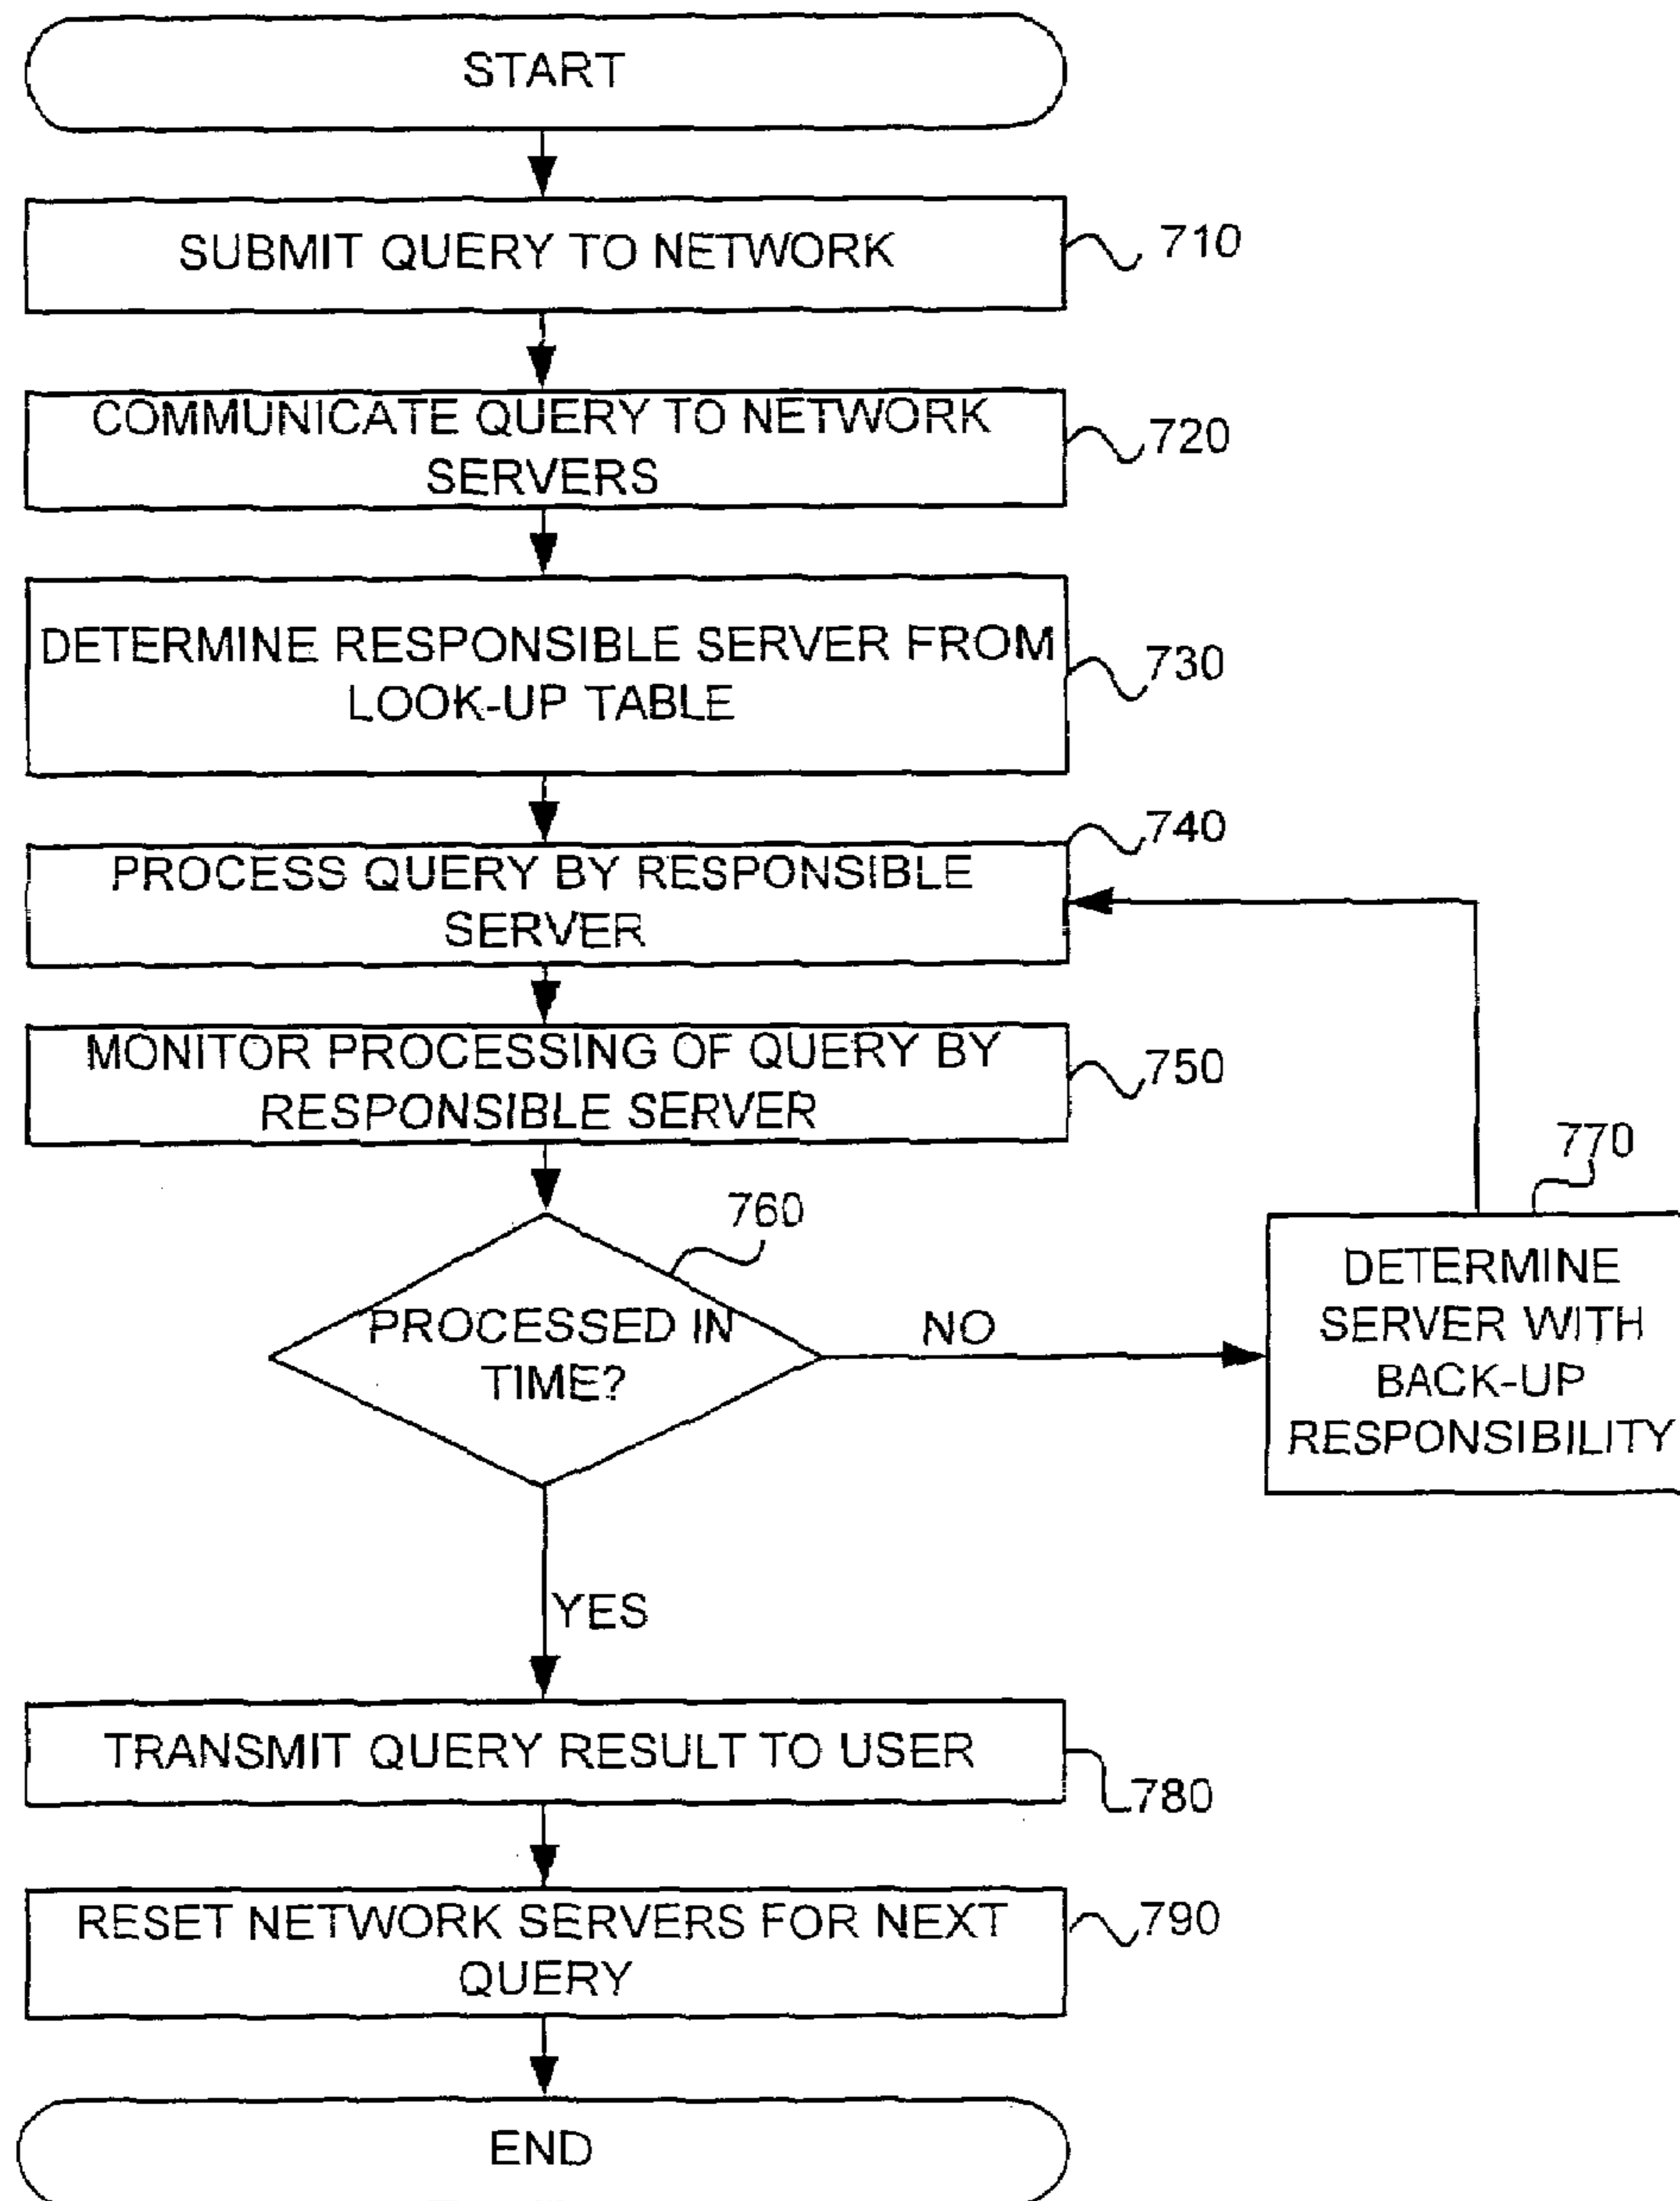 START
SUBMIT QUERY TO NETWORK
710
COMMUNICATE QUERY TO NETWORK
SERVERS
720
DETERMINE RESPONSIBLE SERVER FROM
LOOK-UP TABLE
730
740
PROCESS QUERY BY RESPONSIBLE
SERVER
MONITOR PROCESSING OF QUERY BY
RESPONSIBLE SERVER
750
760
PROCESSED IN
TIME?
NO
770
DETERMINE
SERVER WITH
BACK-UP
RESPONSIBILITY
YES
TRANSMIT QUERY RESULT TO USER
780
RESET NETWORK SERVERS FOR NEXT
QUERY
790
END